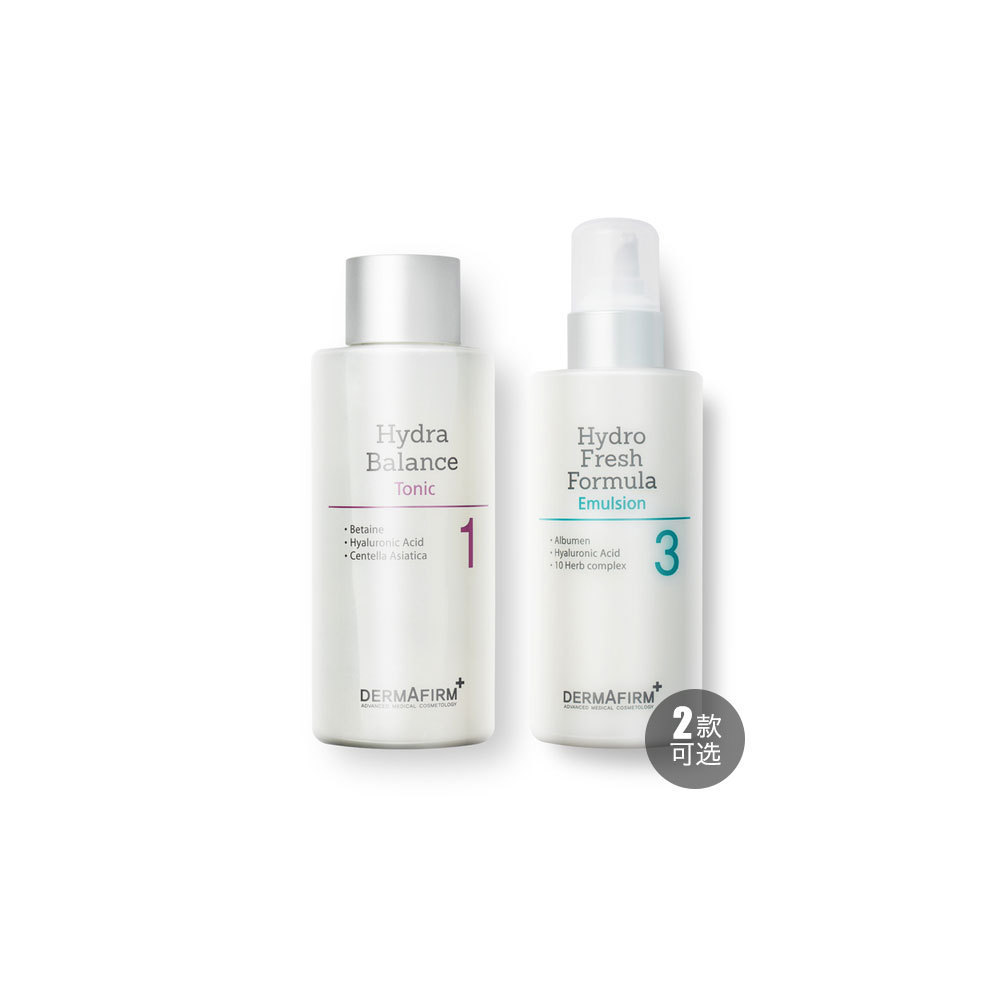 Hydra
Balance
Tonic
• Betaine
• Hyaluronic Acid
• Centella Asiatica
1
DERMAFIRM+
ADVANCED MEDICAL COSMETOLOGY
Hydro
Fresh
Formula
Emulsion
• Albumen
• Hyaluronic Acid
• 10 Herb complex
3
DERMAFIRM+
ADVANCED MEDICAL COSMETOLOGY
2款
可选